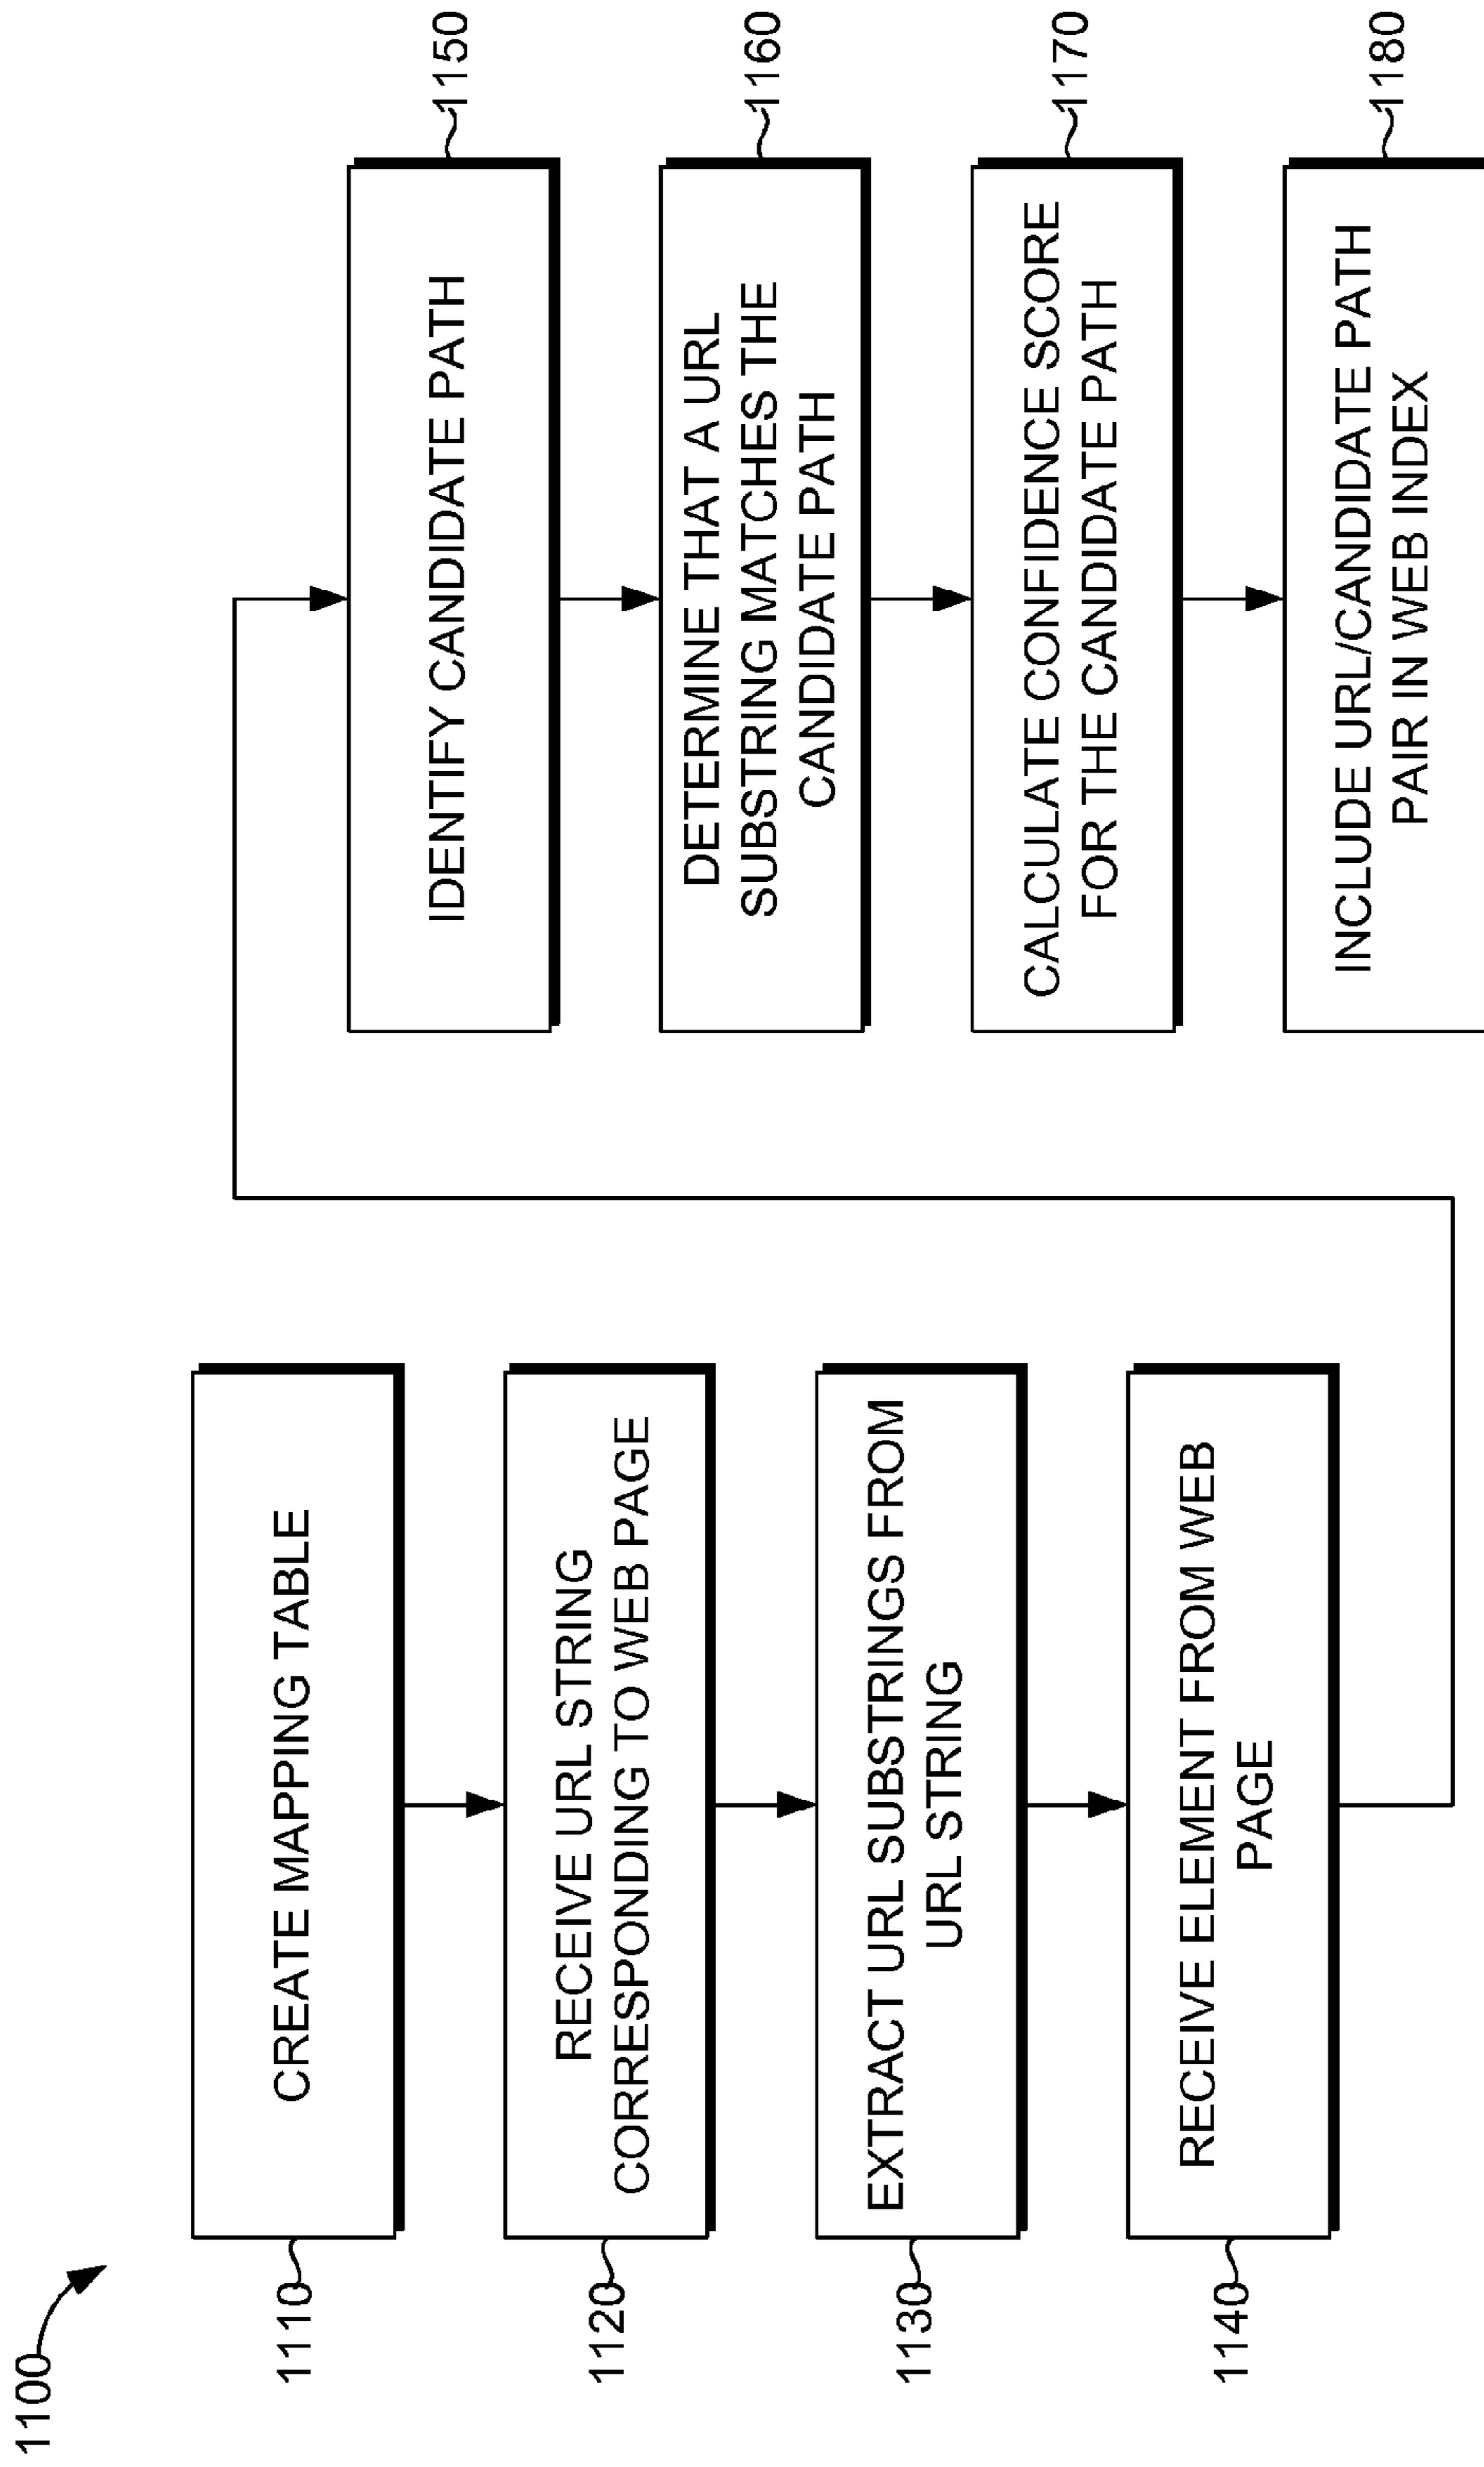 1100
1110
CREATE MAPPING TABLE
1120
RECEIVE URL STRING
CORRESPONDING TO WEB PAGE
1130
EXTRACT URL SUBSTRINGS FROM
URL STRING
1140
RECEIVE ELEMENT FROM WEB
PAGE
IDENTIFY CANDIDATE PATH
1150
DETERMINE THAT A URL
SUBSTRING MATCHES THE
CANDIDATE PATH
1160
CALCULATE CONFIDENCE SCORE
FOR THE CANDIDATE PATH
1170
INCLUDE URL/CANDIDATE PATH
PAIR IN WEB INDEX
1180